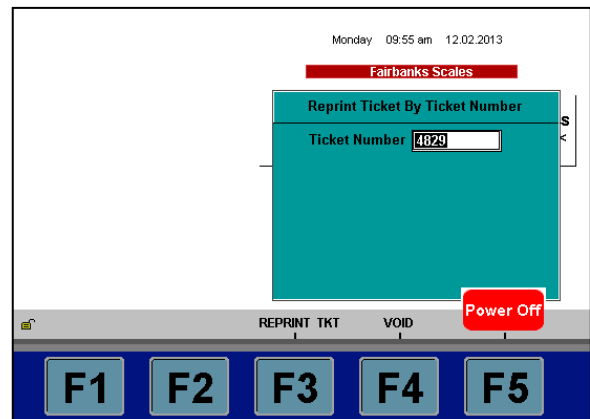 Monday 09:55 am 12.02.2013
Fairbanks Scales
Reprint Ticket By Ticket Number
S
Ticket Number 4829
<
Power Off
REPRINT TKT VOID
F1 F2 F3 F4 F5